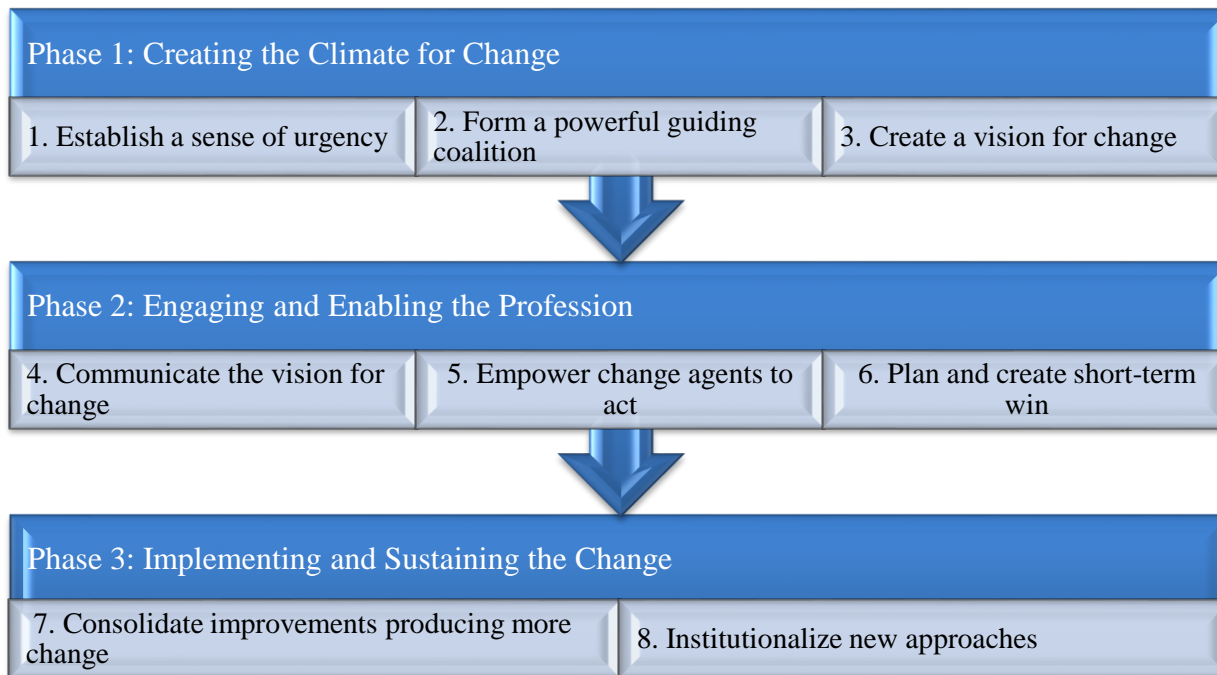 Phase 1: Creating the Climate for Change
1. Establish a sense of urgency
2. Form a powerful guiding
coalition
3. Create a vision for change
Phase 2: Engaging and Enabling the Profession
4. Communicate the vision for
change
5. Empower change agents to
act
6. Plan and create short-term
win
Phase 3: Implementing and Sustaining the Change
7. Consolidate improvements producing more
change
8. Institutionalize new approaches